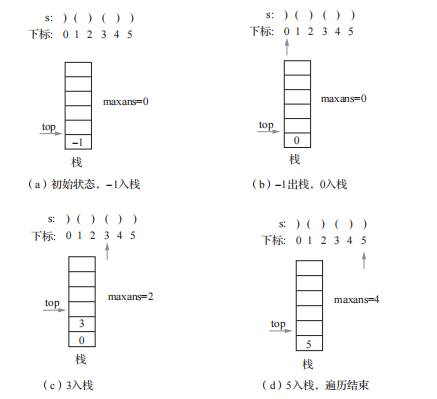 s: ) ( ) ( ) )
下标: 0 1 2 3 4 5
maxans=0
top
-1
栈
(a)初始状态,-1入栈
s: ) ( ) ( ) )
下标: 0 1 2 3 4 5
maxans=0
top
0
栈
(b)-1出栈,0入栈
s: ) ( ) ( ) )
下标: 0 1 2 3 4 5
maxans=2
top
3
0
栈
(c)3入栈
s: ) ( ) ( ) )
下标: 0 1 2 3 4 5
maxans=4
top
5
栈
(d)5入栈,遍历结束